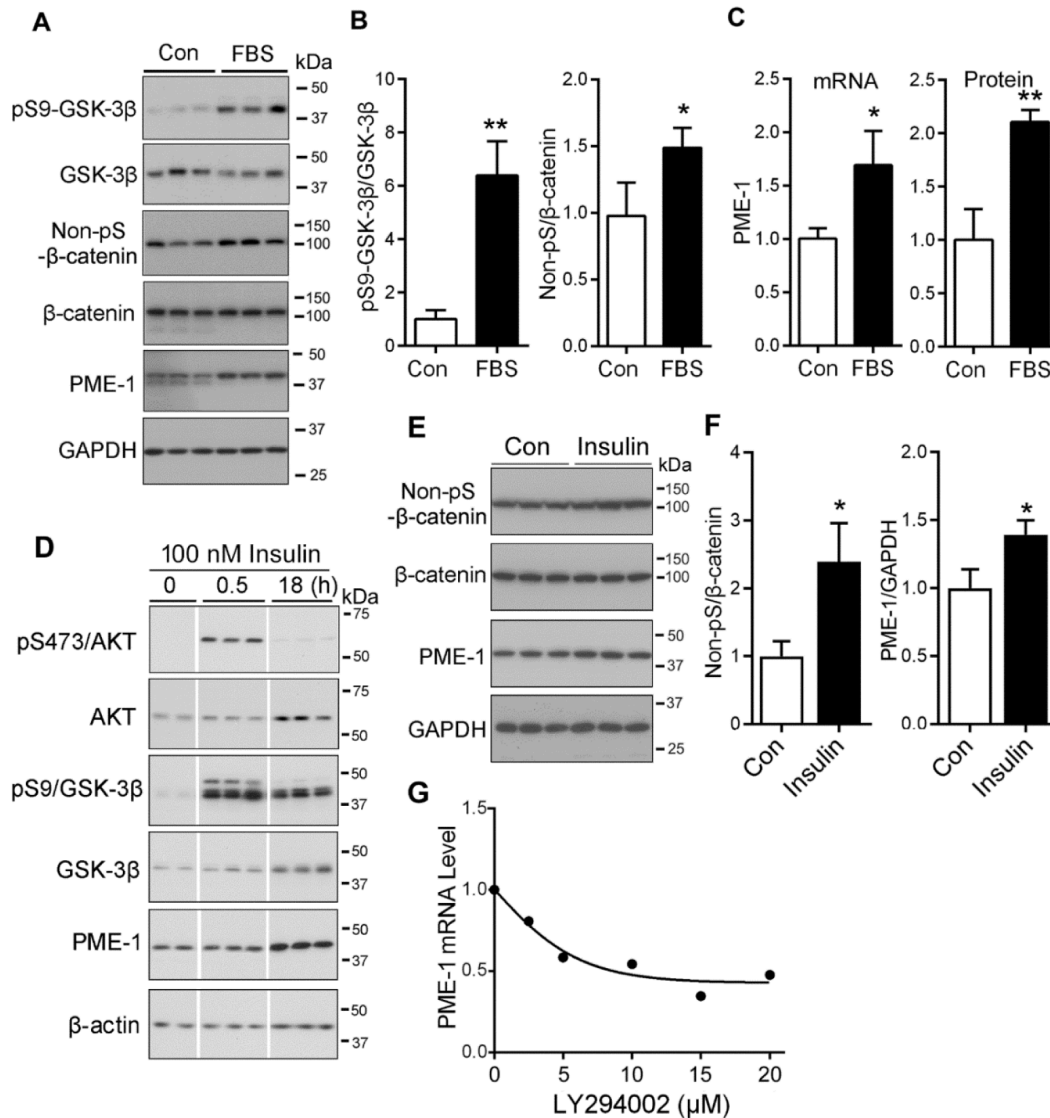 A
Con FBS
kDa
pS9-GSK-3β
50
37
GSK-3β
50
37
Non-pS
-β-catenin
150
100
β-catenin
150
100
PME-1
50
37
GAPDH
37
25
B
pS9-GSK-3β/GSK-3β
8
6
4
2
0
**
Con FBS
Non-pS/β-catenin
2.0
1.5
1.0
0.5
0.0
*
Con FBS
C
PME-1
mRNA
2.5
2.0
1.5
1.0
0.5
0.0
*
Con FBS
Protein
2.5
2.0
1.5
1.0
0.5
0.0
**
Con FBS
D
100 nM Insulin
0 0.5 18 (h)
kDa
pS473/AKT
75
50
AKT
75
50
pS9/GSK-3β
50
37
GSK-3β
50
37
PME-1
50
37
β-actin
50
37
E
Con Insulin
kDa
Non-pS
-β-catenin
150
100
β-catenin
150
100
PME-1
50
37
GAPDH
37
25
F
Non-pS/β-catenin
4
3
2
1
0
*
Con Insulin
PME-1/GAPDH
2.0
1.5
1.0
0.5
0.0
*
Con Insulin
G
PME-1 mRNA Level
1.5
1.0
0.5
0.0
0 5 10 15 20
LY294002 (µM)